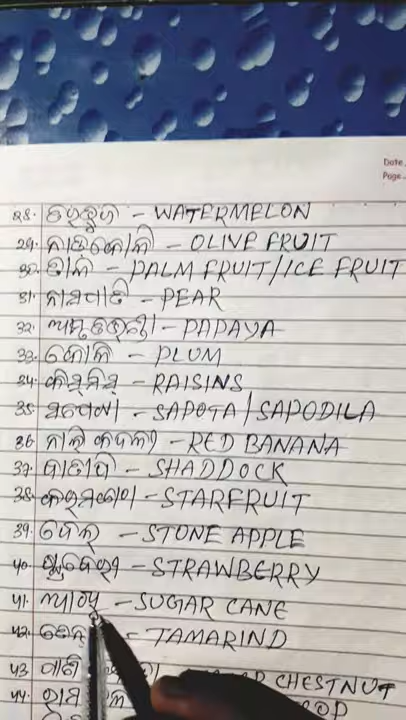 Date
Page
୨୮. ତରଭୁଜ - WATERMELON
୨୯. - OLIVE FRUIT
୩୦. ତାଳ - PALM FRUIT/ICE FRUIT
୩୧. ନାସପାତି - PEAR
୩୨. ଅମୃତଭଣ୍ଡା - PAPAYA
୩୩. କୋଳି - PLUM
୩୪. କିସମିସ୍ - RAISINS
୩୫. ସପେଟା - SAPOTA/SAPODILA
୩୬. ନାଲି କଦଳୀ - RED BANANA
୩୭. ବାତାପି - SHADDOCK
୩୮. କରମଙ୍ଗା - STARFRUIT
୩୯. ବେଲ୍ - STONE APPLE
୪୦. ଷ୍ଟ୍ରବେରୀ - STRAWBERRY
୪୧. ଆଖୁ - SUGAR CANE
୪୨. - TAMARIND
୪୩ ପାଣି CHESTNUT
୪୪.